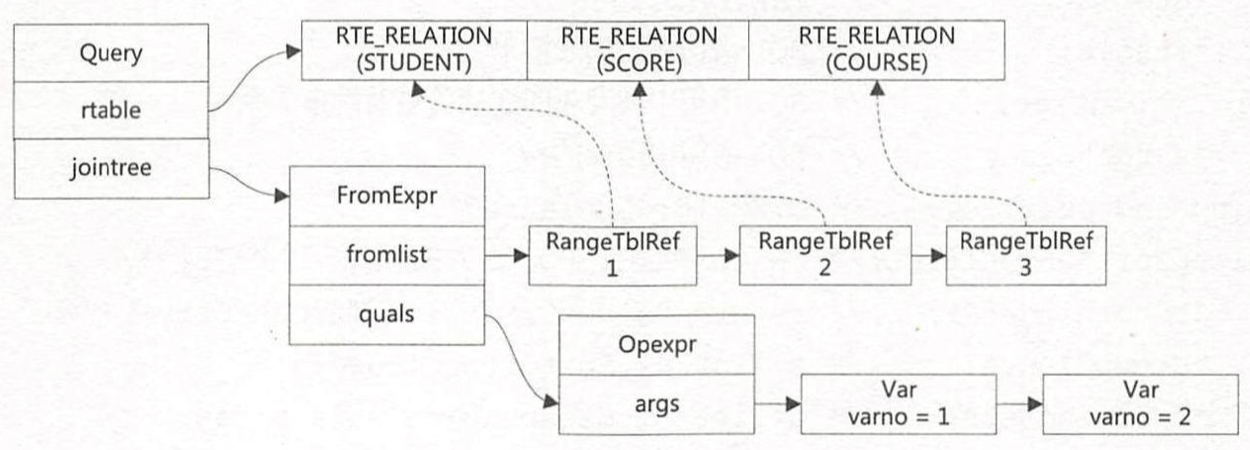 Query
rtable
jointree
RTE_RELATION
(STUDENT)
RTE_RELATION
(SCORE)
RTE_RELATION
(COURSE)
FromExpr
fromlist
quals
RangeTblRef
1
RangeTblRef
2
RangeTblRef
3
Opexpr
args
Var
varno = 1
Var
varno = 2